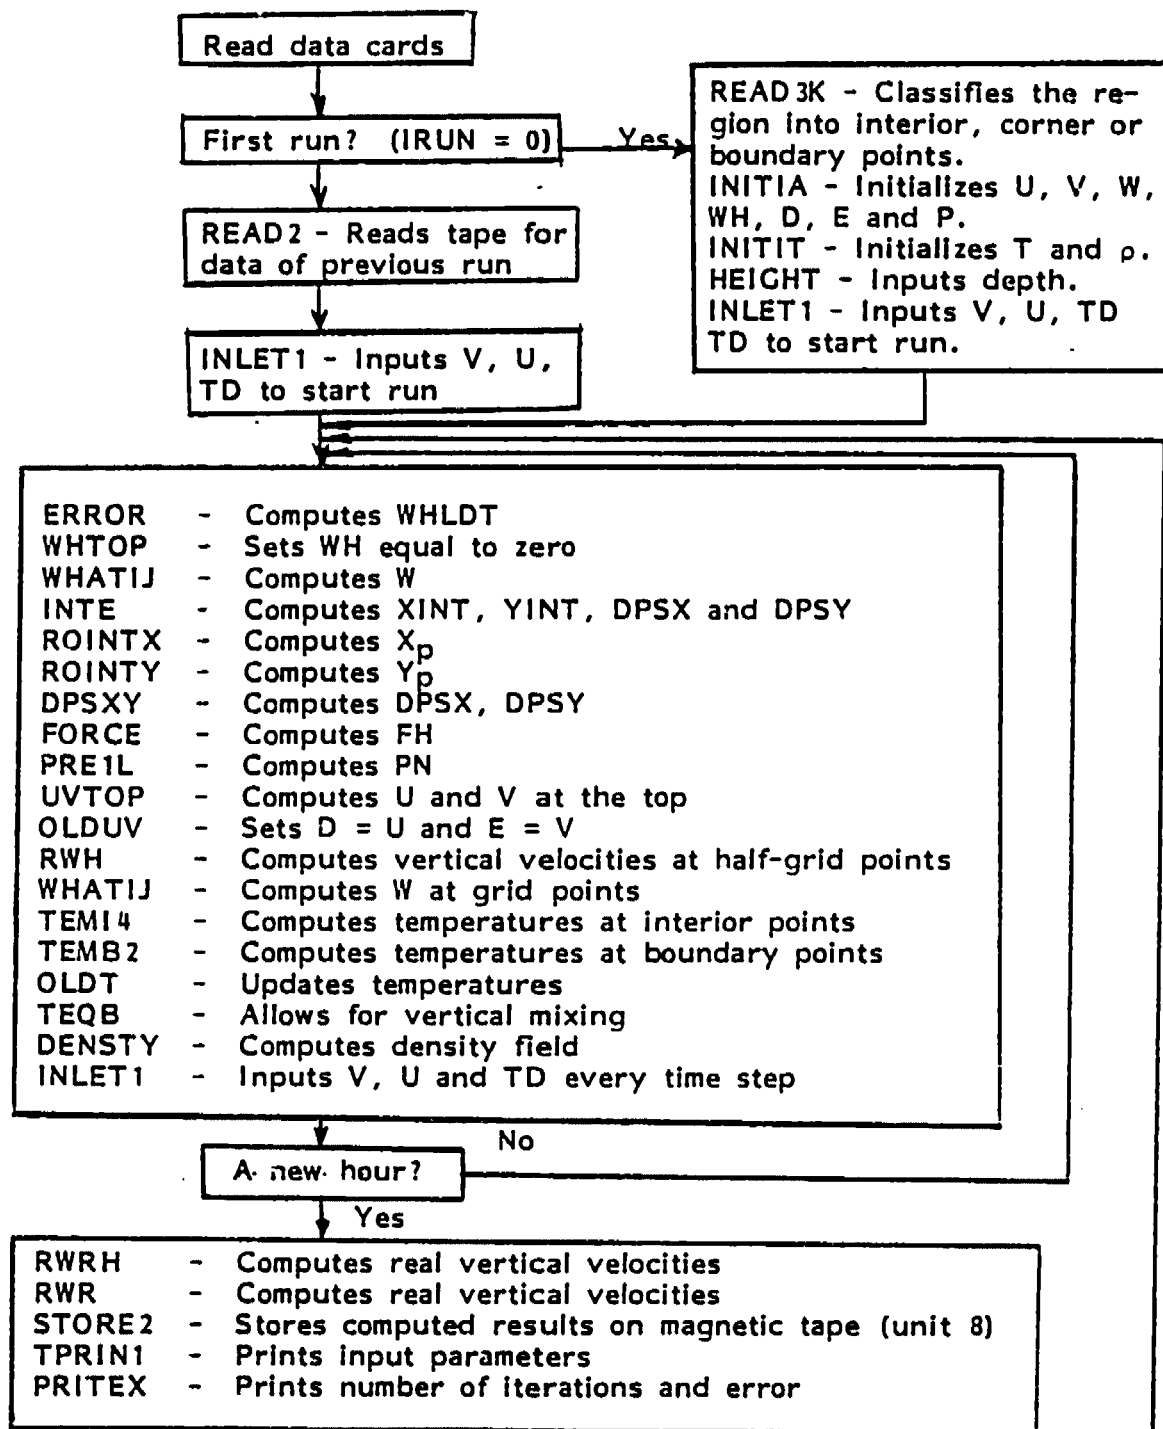 Read data cards
First run? (IRUN = 0)
Yes
READ3K - Classifies the re-
gion into interior, corner or
boundary points.
INITIA - Initializes U, V, W,
WH, D, E and P.
INITIT - Initializes T and ρ.
HEIGHT - Inputs depth.
INLET1 - Inputs V, U, TD
TD to start run.
READ2 - Reads tape for
data of previous run
INLET1 - Inputs V, U,
TD to start run
ERROR - Computes WHLDT
WHTOP - Sets WH equal to zero
WHATIJ - Computes W
INTE - Computes XINT, YINT, DPSX and DPSY
ROINTX - Computes Xp
ROINTY - Computes Yp
DPSXY - Computes DPSX, DPSY
FORCE - Computes FH
PRE1L - Computes PN
UVTOP - Computes U and V at the top
OLDUV - Sets D = U and E = V
RWH - Computes vertical velocities at half-grid points
WHATIJ - Computes W at grid points
TEMI4 - Computes temperatures at interior points
TEMB2 - Computes temperatures at boundary points
OLDT - Updates temperatures
TEQB - Allows for vertical mixing
DENSTY - Computes density field
INLET1 - Inputs V, U and TD every time step
No
A new hour?
Yes
RWRH - Computes real vertical velocities
RWR - Computes real vertical velocities
STORE2 - Stores computed results on magnetic tape (unit 8)
TPRIN1 - Prints input parameters
PRITEX - Prints number of iterations and error